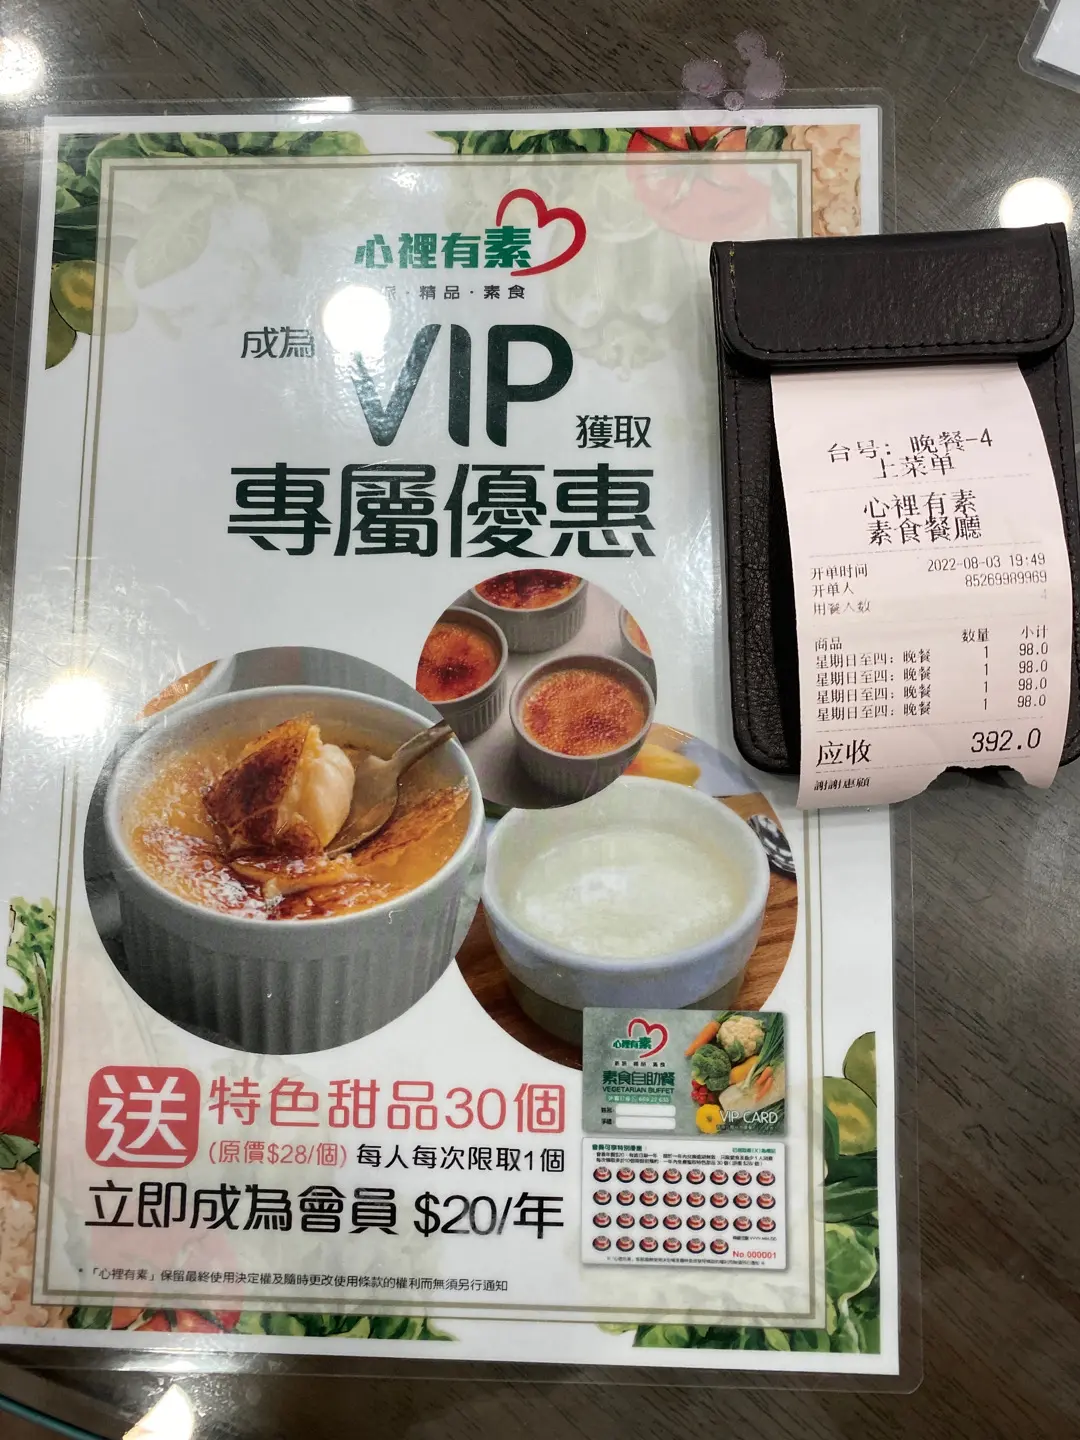 心裡有素
派·精品·素食
成為
VIP
獲取
專屬優惠
送
特色甜品30個
(原價$28/個) 每人每次限取1個
立即成為會員 $20/年
*「心裡有素」保留最終使用決定權及隨時更改使用條款的權利而無須另行通知
心裡有素
素食自助餐
VEGETARIAN BUFFET
VIP CARD
No.000001
台号: 晚餐-4
上菜单
心裡有素
素食餐廳
开单时间 2022-08-03 19:49
开单人 85269989969
用餐人数 4
商品 数量 小计
星期日至四: 晚餐 1 98.0
星期日至四: 晚餐 1 98.0
星期日至四: 晚餐 1 98.0
星期日至四: 晚餐 1 98.0
应收 392.0
謝謝惠顧